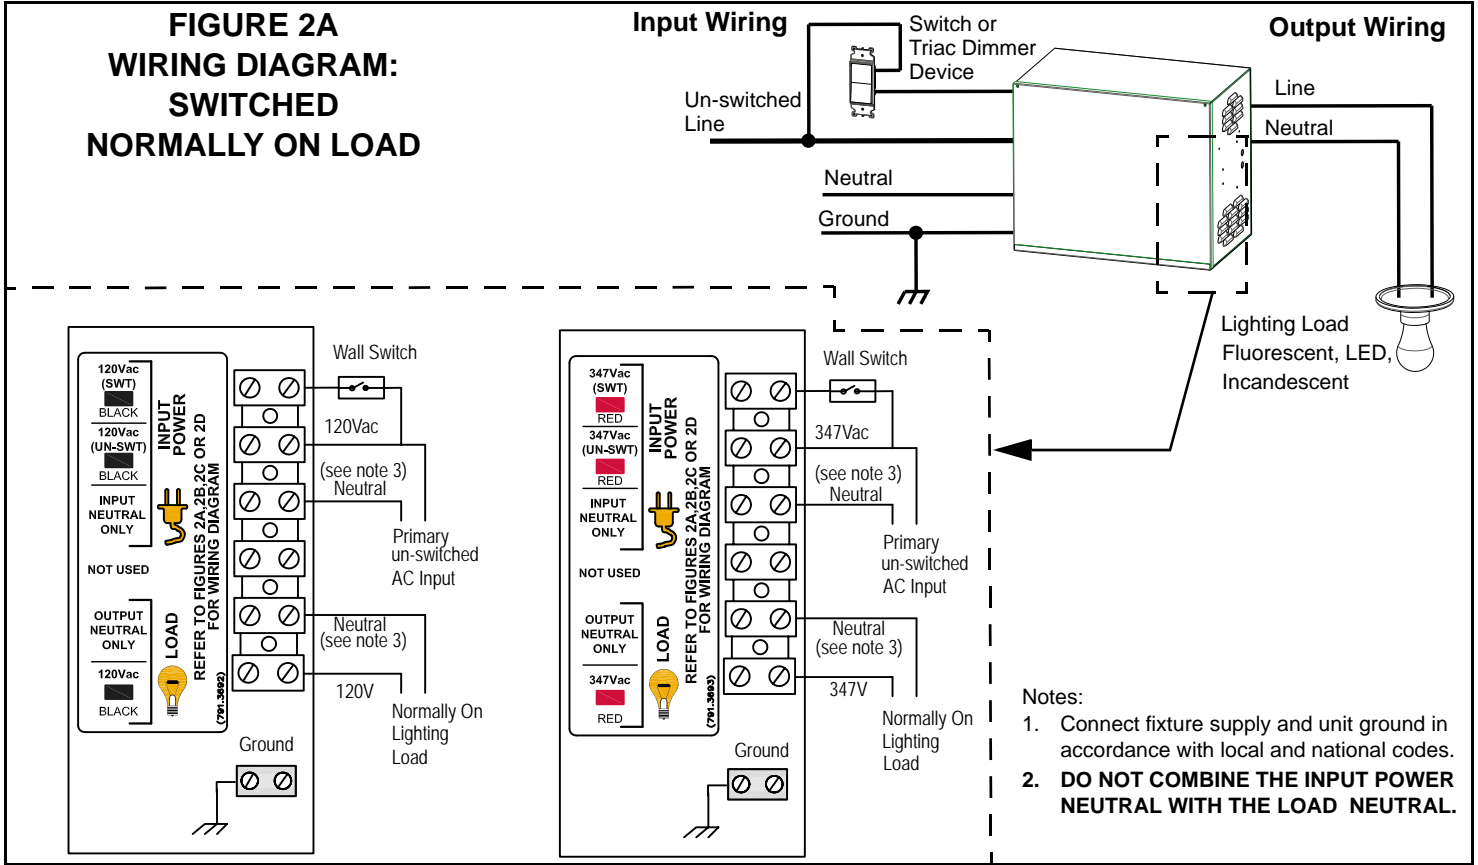 FIGURE 2A
WIRING DIAGRAM:
SWITCHED
NORMALLY ON LOAD
Input Wiring
Switch or
Triac Dimmer
Device
Output Wiring
Un-switched
Line
Line
Neutral
Neutral
Ground
Lighting Load
Fluorescent, LED,
Incandescent
120Vac
(SWT)
BLACK
120Vac
(UN-SWT)
BLACK
INPUT
NEUTRAL
ONLY
INPUT
POWER
NOT USED
OUTPUT
NEUTRAL
ONLY
120Vac
BLACK
LOAD
REFER TO FIGURES 2A,2B,2C OR 2D
FOR WIRING DIAGRAM
(791.3692)
Wall Switch
120Vac
(see note 3)
Neutral
Primary
un-switched
AC Input
Neutral
(see note 3)
120V
Normally On
Lighting
Load
Ground
347Vac
(SWT)
RED
347Vac
(UN-SWT)
RED
INPUT
NEUTRAL
ONLY
INPUT
POWER
NOT USED
OUTPUT
NEUTRAL
ONLY
347Vac
RED
LOAD
REFER TO FIGURES 2A,2B,2C OR 2D
FOR WIRING DIAGRAM
(791.3693)
Wall Switch
347Vac
(see note 3)
Neutral
Primary
un-switched
AC Input
Neutral
(see note 3)
347V
Normally On
Lighting
Load
Ground
Notes:
1. Connect fixture supply and unit ground in
accordance with local and national codes.
2. DO NOT COMBINE THE INPUT POWER
NEUTRAL WITH THE LOAD NEUTRAL.